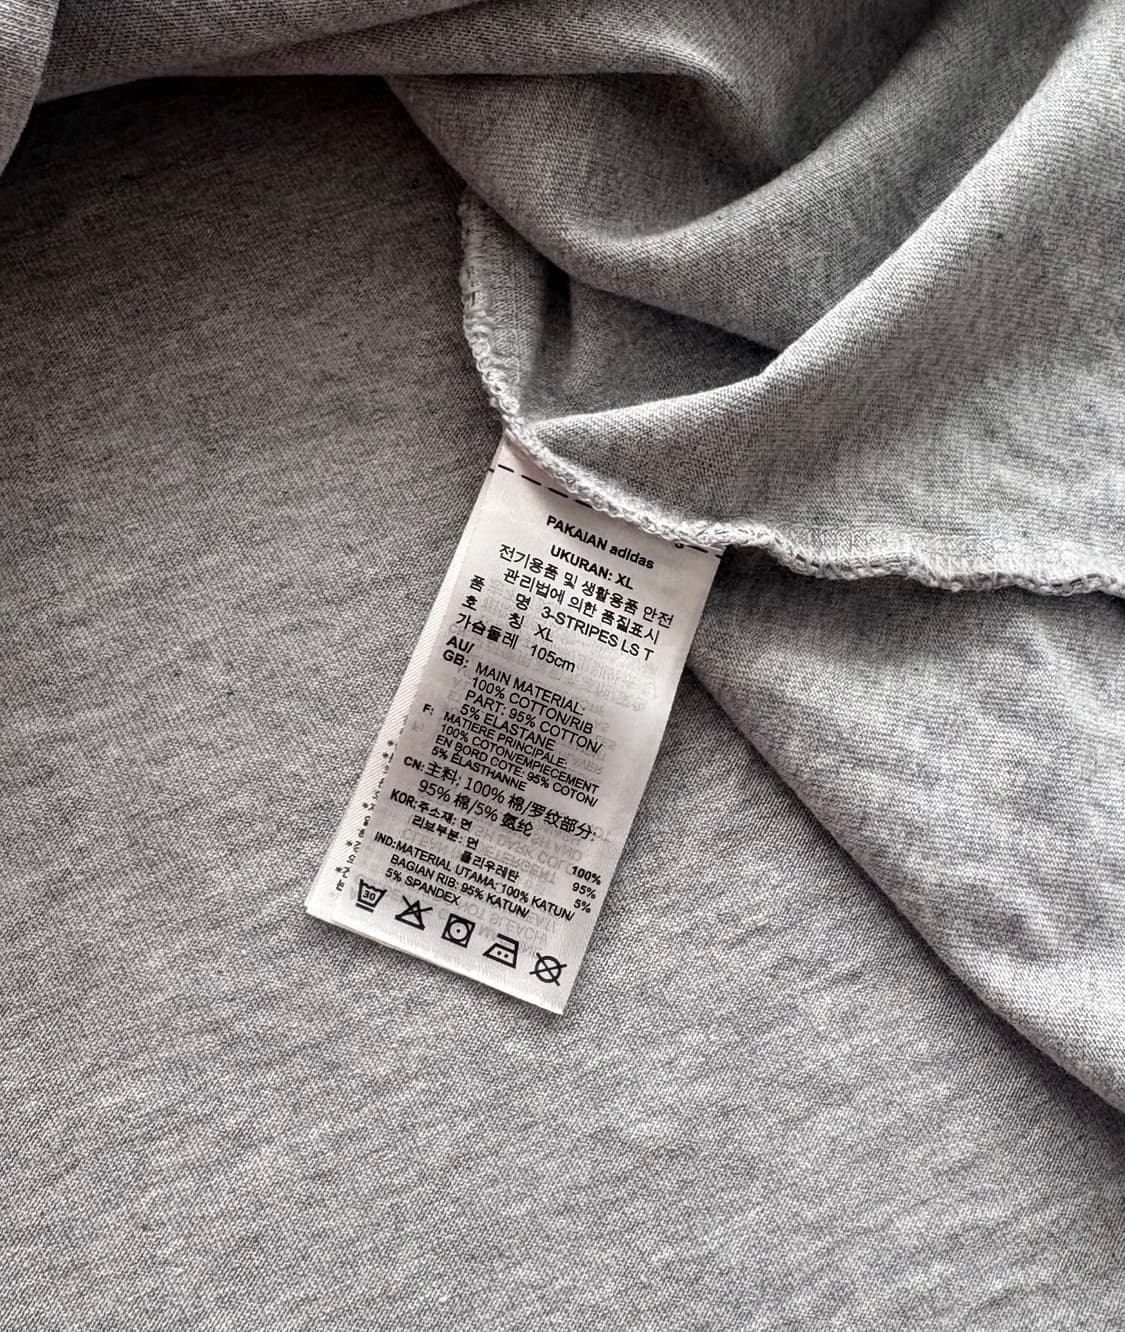 PAKAIAN adidas
UKURAN: XL
전기용품 및 생활용품 안전
관리법에 의한 품질표시
품 명 3-STRIPES LS T
호 칭 XL
가슴둘레 105cm
AU/
GB: MAIN MATERIAL:
100% COTTON/RIB
PART: 95% COTTON/
5% ELASTANE
F: MATIERE PRINCIPALE:
100% COTON/EMPIECEMENT
EN BORD COTE: 95% COTON/
5% ELASTHANNE
CN: 主料: 100% 棉/罗纹部分:
95% 棉/5% 氨纶
KOR: 주소재: 면 100%
리브부분: 면 95%
폴리우레탄 5%
IND: MATERIAL UTAMA: 100% KATUN/
BAGIAN RIB: 95% KATUN/
5% SPANDEX
30